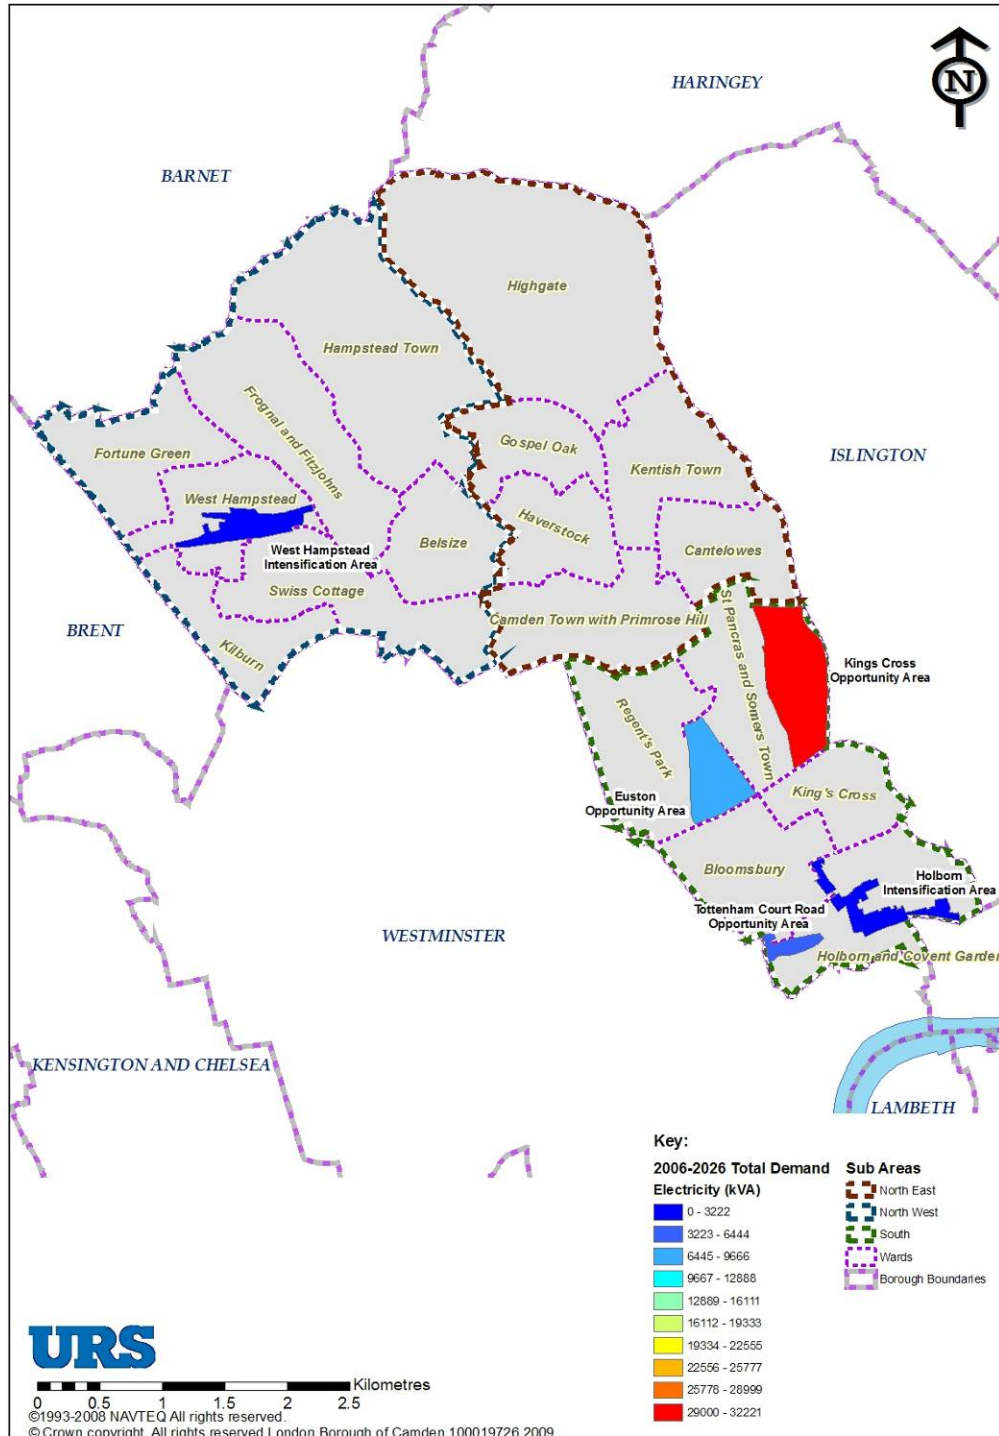 HARINGEY
N
BARNET
Highgate
Hampstead Town
Frognal and Fitzjohns
Gospel Oak
Fortune Green
Kentish Town
ISLINGTON
West Hampstead
Haverstock
Belsize
Cantelowes
West Hampstead
Intensification Area
Swiss Cottage
Camden Town with Primrose Hill
St Pancras and Somers Town
BRENT
Kilburn
Kings Cross
Opportunity Area
Regent's Park
Euston
Opportunity Area
King's Cross
Bloomsbury
Holborn
Intensification Area
Tottenham Court Road
Opportunity Area
WESTMINSTER
Holborn and Covent Garden
KENSINGTON AND CHELSEA
LAMBETH
Key:
2006-2026 Total Demand
Electricity (kVA)
0 - 3222
3223 - 6444
6445 - 9666
9667 - 12888
12889 - 16111
16112 - 19333
19334 - 22555
22556 - 25777
25778 - 28999
29000 - 32221
Sub Areas
North East
North West
South
Wards
Borough Boundaries
URS
Kilometres
0 0.5 1 1.5 2 2.5
©1993-2008 NAVTEQ All rights reserved.
© Crown copyright. All rights reserved London Borough of Camden 100019726 2009